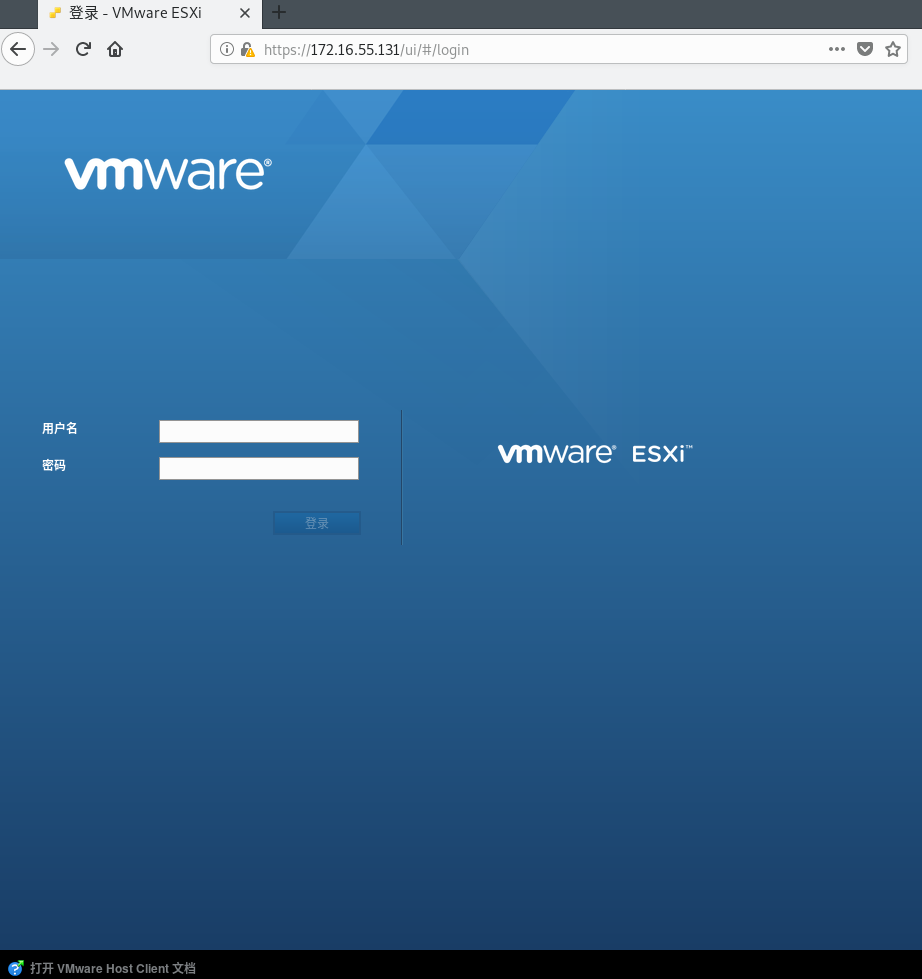 登录 - VMware ESXi
https://172.16.55.131/ui/#/login
vmware®
用户名
密码
登录
vmware® ESXi™
打开 VMware Host Client 文档